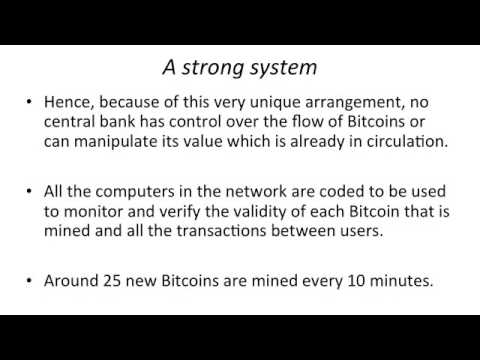 A strong system
• Hence, because of this very unique arrangement, no
central bank has control over the flow of Bitcoins or
can manipulate its value which is already in circulation.
• All the computers in the network are coded to be used
to monitor and verify the validity of each Bitcoin that is
mined and all the transactions between users.
• Around 25 new Bitcoins are mined every 10 minutes.